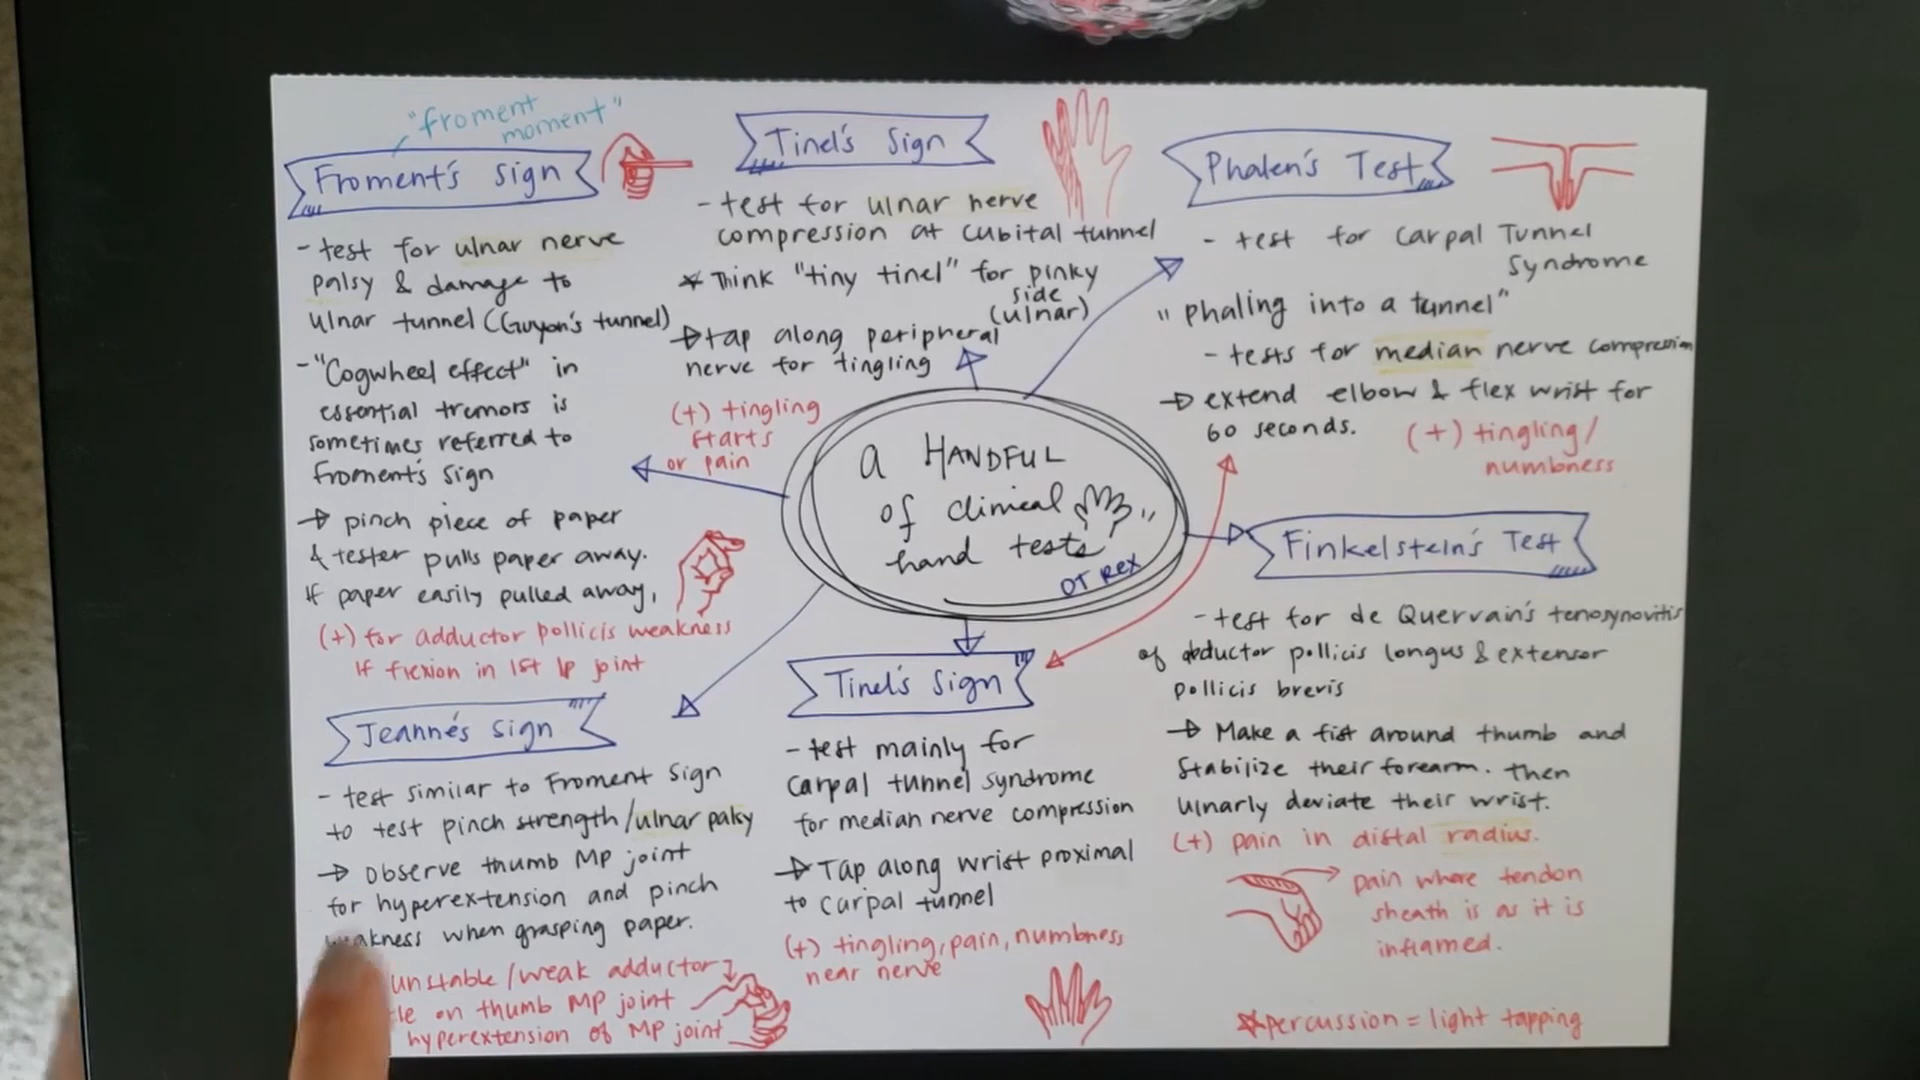 "froment
moment"
Froment's sign
- test for ulnar nerve
palsy & damage to
ulnar tunnel (Guyon's tunnel)
- "Cogwheel effect" in
essential tremors is
sometimes referred to
froment's sign
→ pinch piece of paper
& tester pulls paper away.
If paper easily pulled away,
(+) for adductor pollicis weakness
if flexion in 1st IP joint
Tinel's Sign
- test for ulnar nerve
compression at cubital tunnel
* Think "tiny tinel" for pinky
side
(ulnar)
→ tap along peripheral
nerve for tingling
(+) tingling
starts
or pain
Phalen's Test
- test for Carpal Tunnel
Syndrome
"phaling into a tunnel"
- tests for median nerve compression
→ extend elbow & flex wrist for
60 seconds.
(+) tingling/
numbness
a HANDFUL
of clinical
hand tests"
OT REX
Finkelstein's Test
- test for de Quervain's tenosynovitis
of abductor pollicis longus & extensor
pollicis brevis
→ Make a fist around thumb and
stabilize their forearm. Then
ulnarly deviate their wrist.
(+) pain in distal radius.
pain where tendon
sheath is as it is
inflamed.
Jeanne's sign
- test similar to Froment Sign
to test pinch strength/ulnar palsy
→ observe thumb MP joint
for hyperextension and pinch
weakness when grasping paper.
unstable/weak adductor
on thumb MP joint
hyperextension of MP joint
Tinel's Sign
- test mainly for
Carpal tunnel syndrome
for median nerve compression
→ Tap along wrist proximal
to carpal tunnel
(+) tingling, pain, numbness
near nerve
* percussion = light tapping